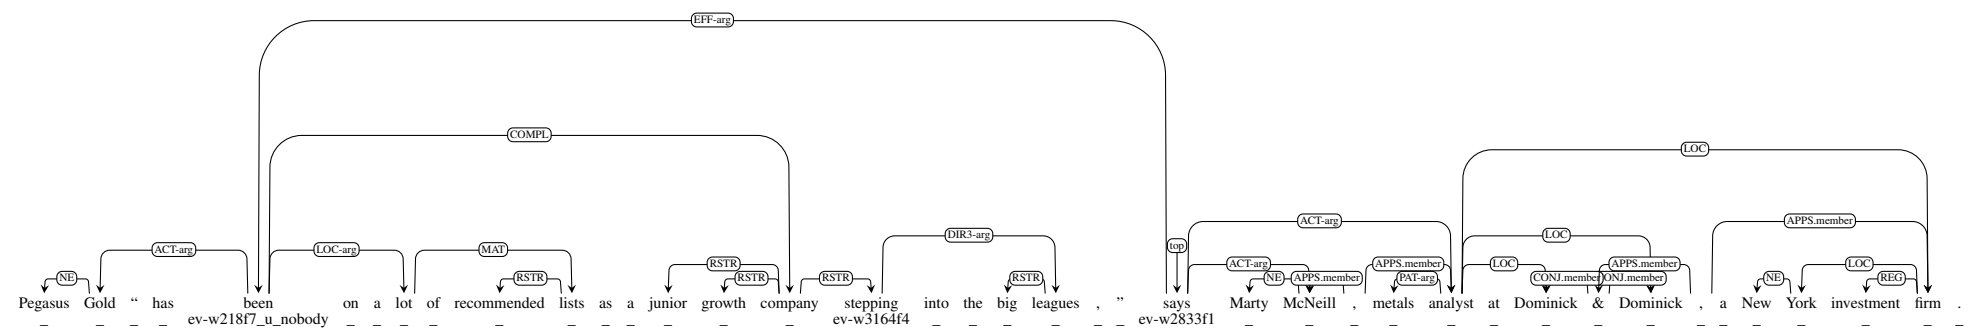 EFF-arg
COMPL
LOC
ACT-arg APPS.member
DIR3-arg LOC
top
ACT-arg LOC-arg MAT RSTR ACT-arg LOC APPS.member APPS.member
NE RSTR RSTR RSTR RSTR NE APPS.member PAT-arg CONJ.member ONJ.member NE LOC REG
Pegasus Gold “ has been on a lot of recommended lists as a junior growth company stepping into the big leagues , ” says Marty McNeill , metals analyst at Dominick & Dominick , a New York investment firm .
_ _ _ _ ev-w218f7_u_nobody _ _ _ _ _ _ _ _ _ _ _ ev-w3164f4 _ _ _ _ _ _ ev-w2833f1 _ _ _ _ _ _ _ _ _ _ _ _ _ _ _ _